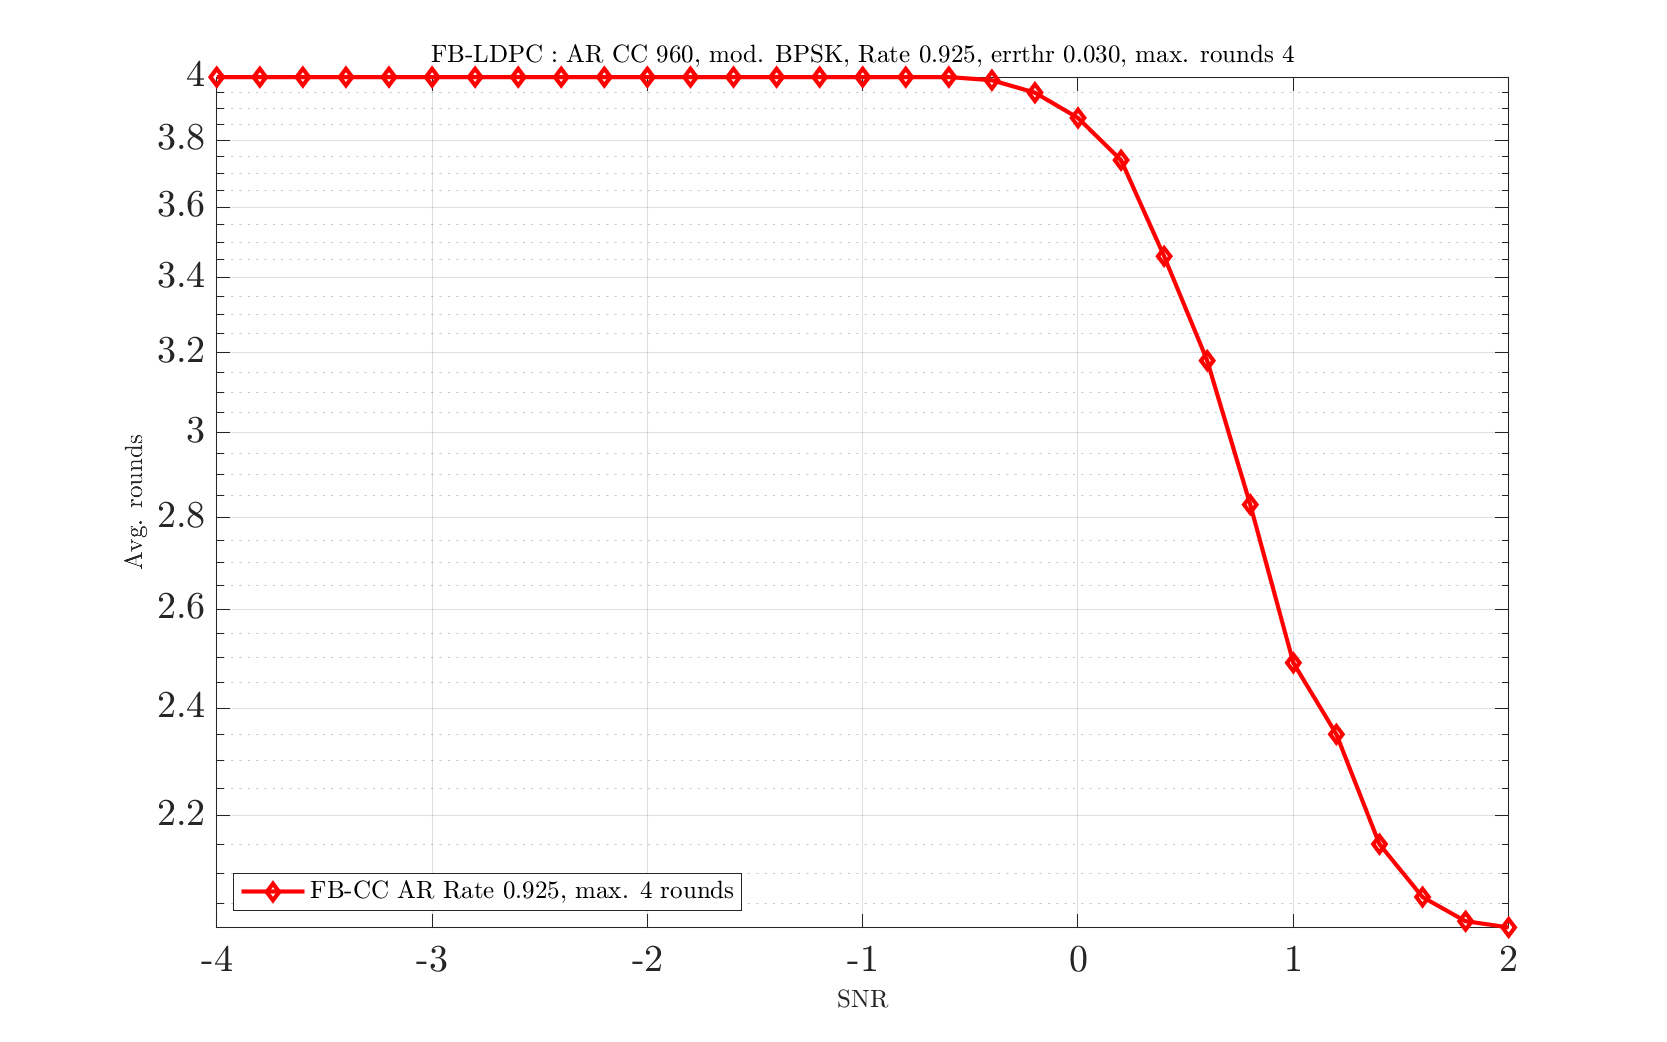 FB-LDPC : AR CC 960, mod. BPSK, Rate 0.925, errthr 0.030, max. rounds 4
4
3.8
3.6
3.4
3.2
3
2.8
2.6
2.4
2.2
Avg. rounds
FB-CC AR Rate 0.925, max. 4 rounds
-4 -3 -2 -1 0 1 2
SNR